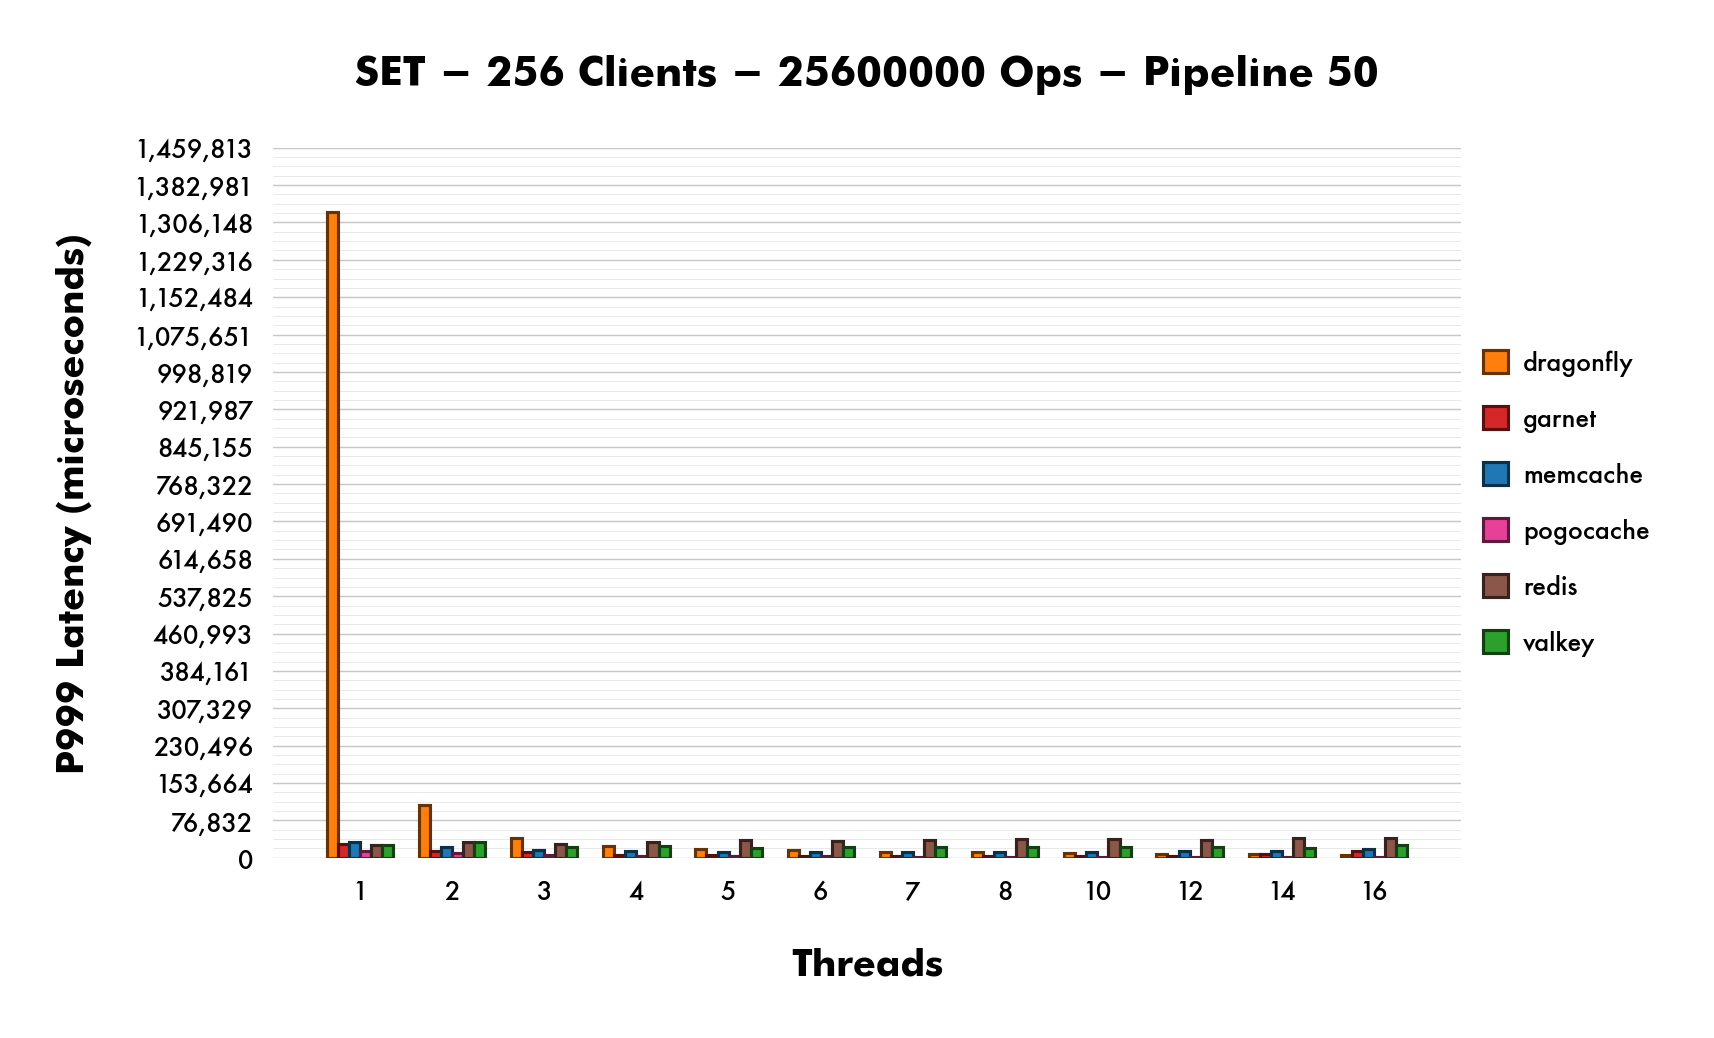 SET – 256 Clients – 25600000 Ops – Pipeline 50
P999 Latency (microseconds)
1,459,813
1,382,981
1,306,148
1,229,316
1,152,484
1,075,651
998,819
921,987
845,155
768,322
691,490
614,658
537,825
460,993
384,161
307,329
230,496
153,664
76,832
0
1 2 3 4 5 6 7 8 10 12 14 16
Threads
dragonfly
garnet
memcache
pogocache
redis
valkey